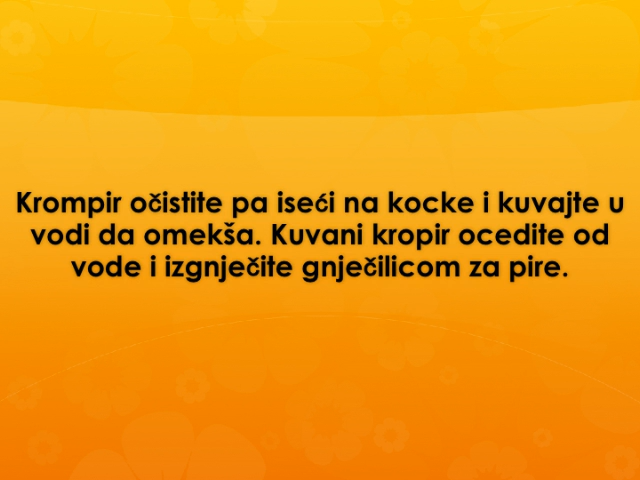 Krompir očistite pa iseći na kocke i kuvajte u
vodi da omekša. Kuvani kropir ocedite od
vode i izgnječite gnječilicom za pire.